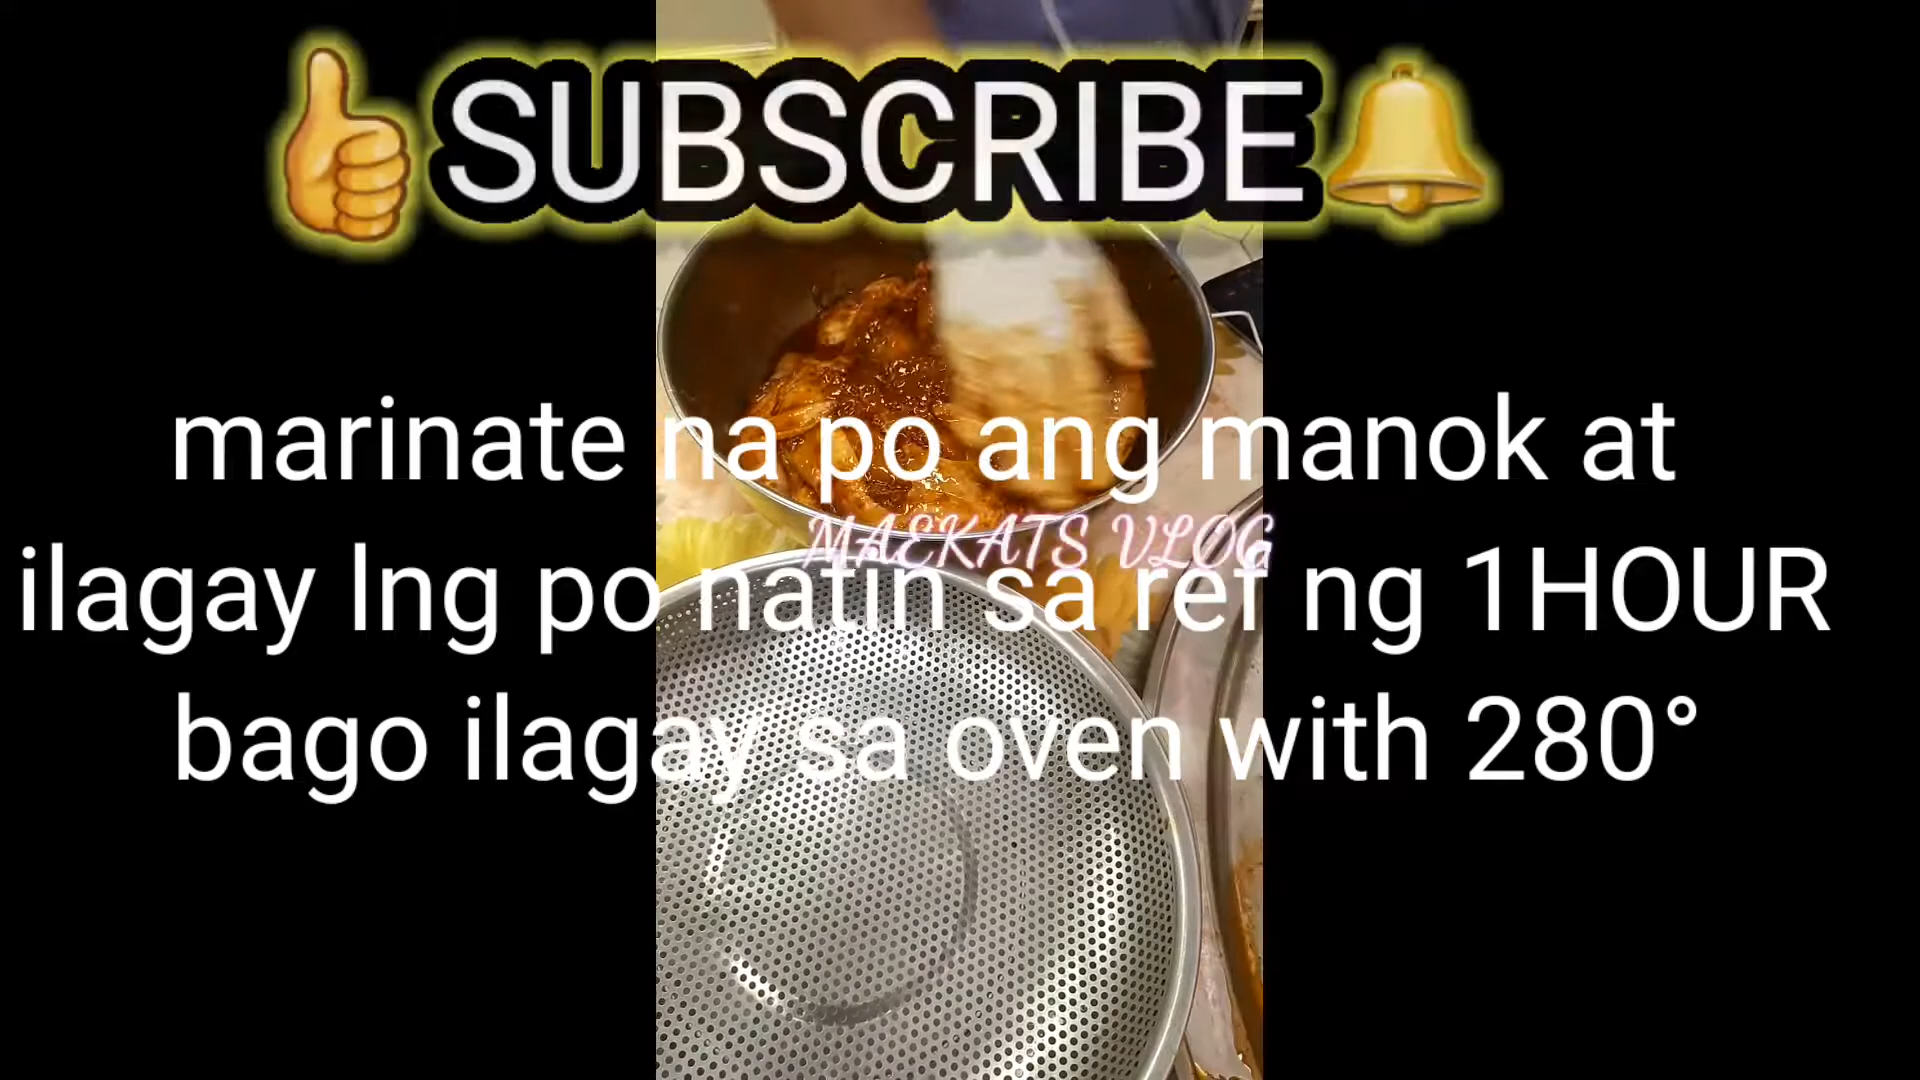 👍SUBSCRIBE🔔
marinate na po ang manok at
MAEKATS VLOG
ilagay lng po natin sa ref ng 1HOUR
bago ilagay sa oven with 280°